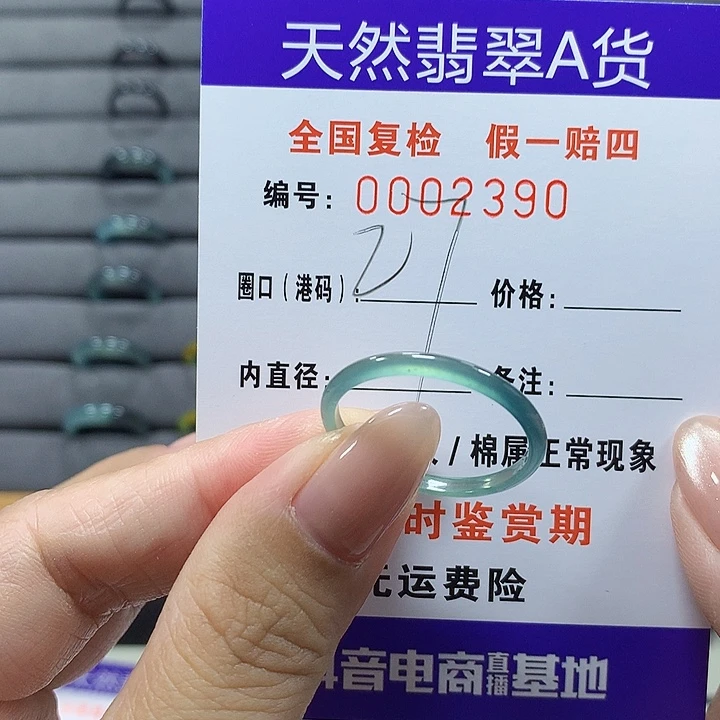 天然翡翠A货
全国复检 假一赔四
编号: 0002390
21
圈口(港码): 价格:
内直径: 备注:
/棉属正常现象
时鉴赏期
运费险
音电商直播基地